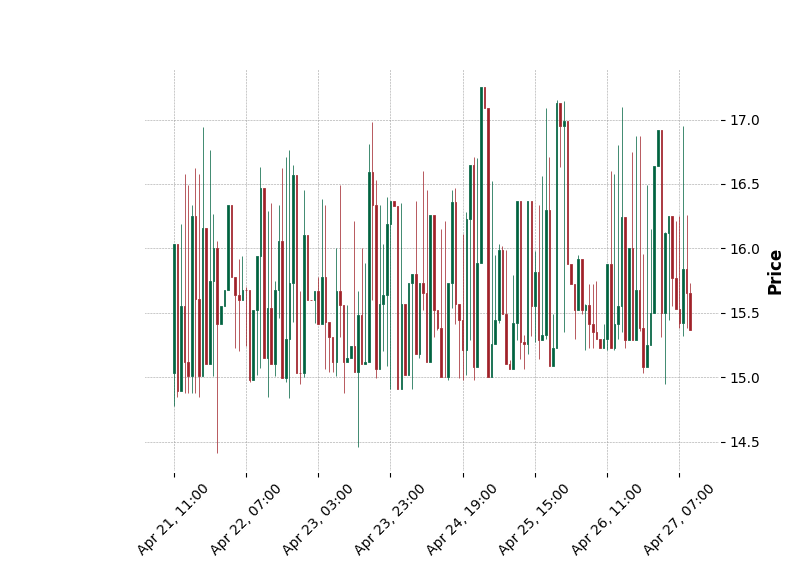 17.0
16.5
16.0
15.5
15.0
14.5
Price
Apr 21, 11:00
Apr 22, 07:00
Apr 23, 03:00
Apr 23, 23:00
Apr 24, 19:00
Apr 25, 15:00
Apr 26, 11:00
Apr 27, 07:00